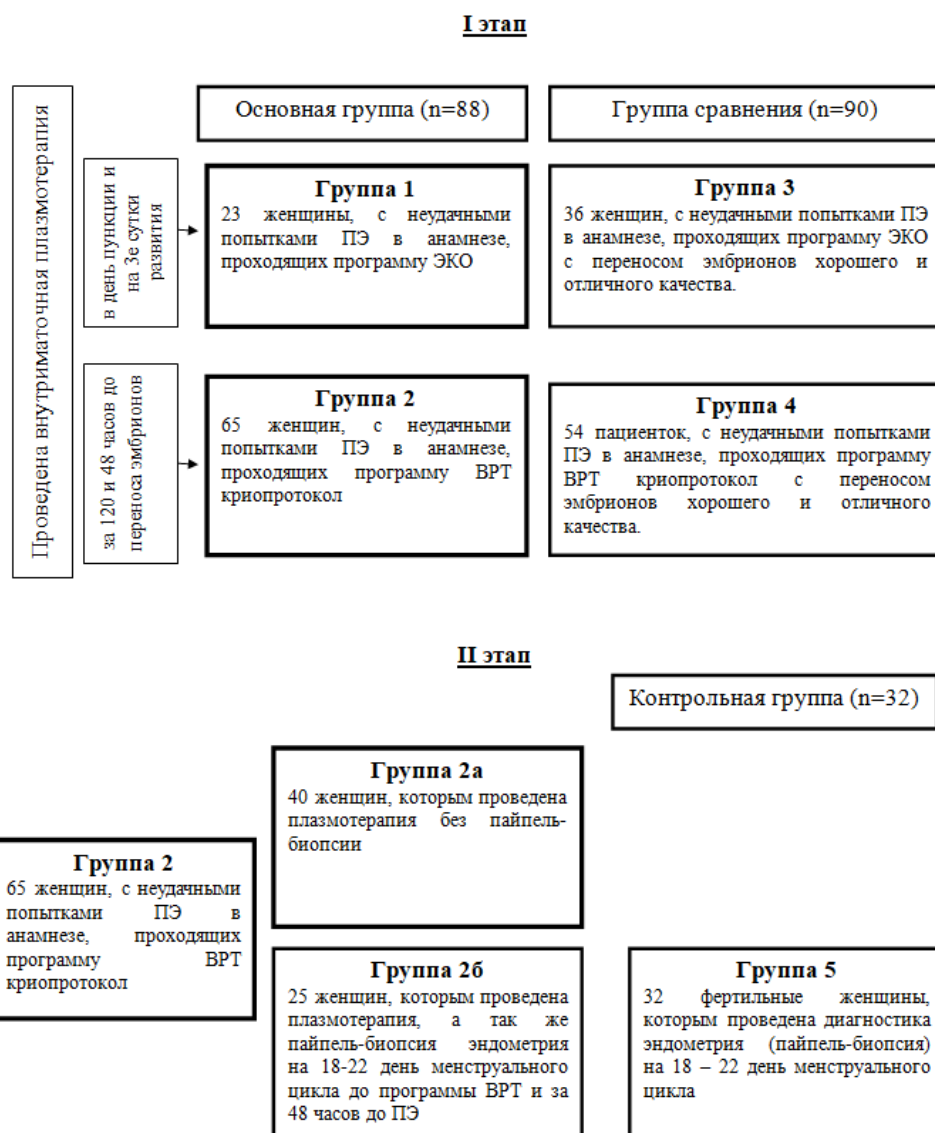 I этап
Основная группа (n=88)
Группа сравнения (n=90)
Проведена внутриматочная плазмотерапия
в день пункции и
на 3е сутки
развития
Группа 1
23 женщины, с неудачными
попытками ПЭ в анамнезе,
проходящих программу ЭКО
Группа 3
36 женщин, с неудачными попытками ПЭ
в анамнезе, проходящих программу ЭКО
с переносом эмбрионов хорошего и
отличного качества.
за 120 и 48 часов до
переноса эмбрионов
Группа 2
65 женщин, с неудачными
попытками ПЭ в анамнезе,
проходящих программу ВРТ
криопротокол
Группа 4
54 пациенток, с неудачными попытками
ПЭ в анамнезе, проходящих программу
ВРТ криопротокол с переносом
эмбрионов хорошего и отличного
качества.
II этап
Контрольная группа (n=32)
Группа 2а
40 женщин, которым проведена
плазмотерапия без пайпель-
биопсии
Группа 2
65 женщин, с неудачными
попытками ПЭ в
анамнезе, проходящих
программу ВРТ
криопротокол
Группа 2б
25 женщин, которым проведена
плазмотерапия, а так же
пайпель-биопсия эндометрия
на 18-22 день менструального
цикла до программы ВРТ и за
48 часов до ПЭ
Группа 5
32 фертильные женщины,
которым проведена диагностика
эндометрия (пайпель-биопсия)
на 18 – 22 день менструального
цикла